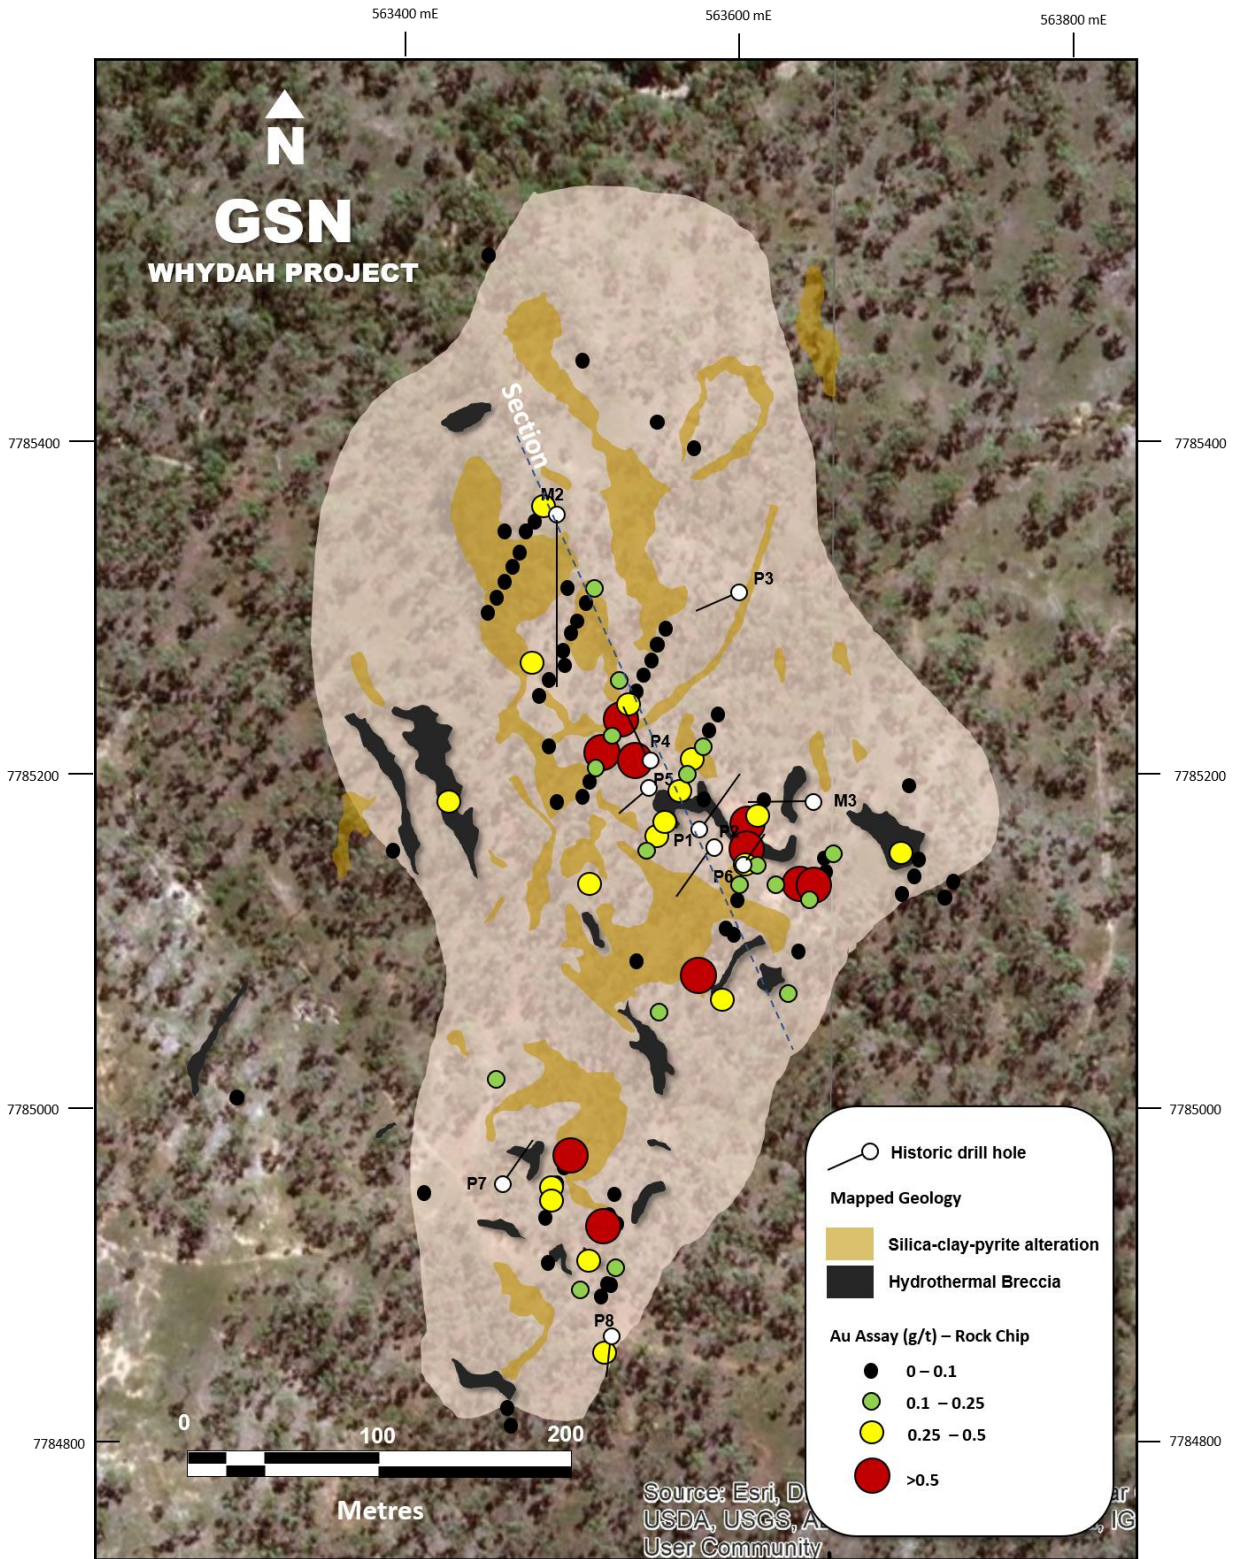 563400 mE
563600 mE
563800 mE
N
GSN
WHYDAH PROJECT
Section
7785400
7785400
M2
P3
P4
7785200
7785200
P5
M3
P1
P2
P6
7785000
7785000
Historic drill hole
P7
Mapped Geology
Silica-clay-pyrite alteration
Hydrothermal Breccia
P8
Au Assay (g/t) – Rock Chip
0 – 0.1
0.1 – 0.25
0 100 200
0.25 – 0.5
7784800
7784800
>0.5
Metres
Source: Esri,
USDA, USGS,
User Community